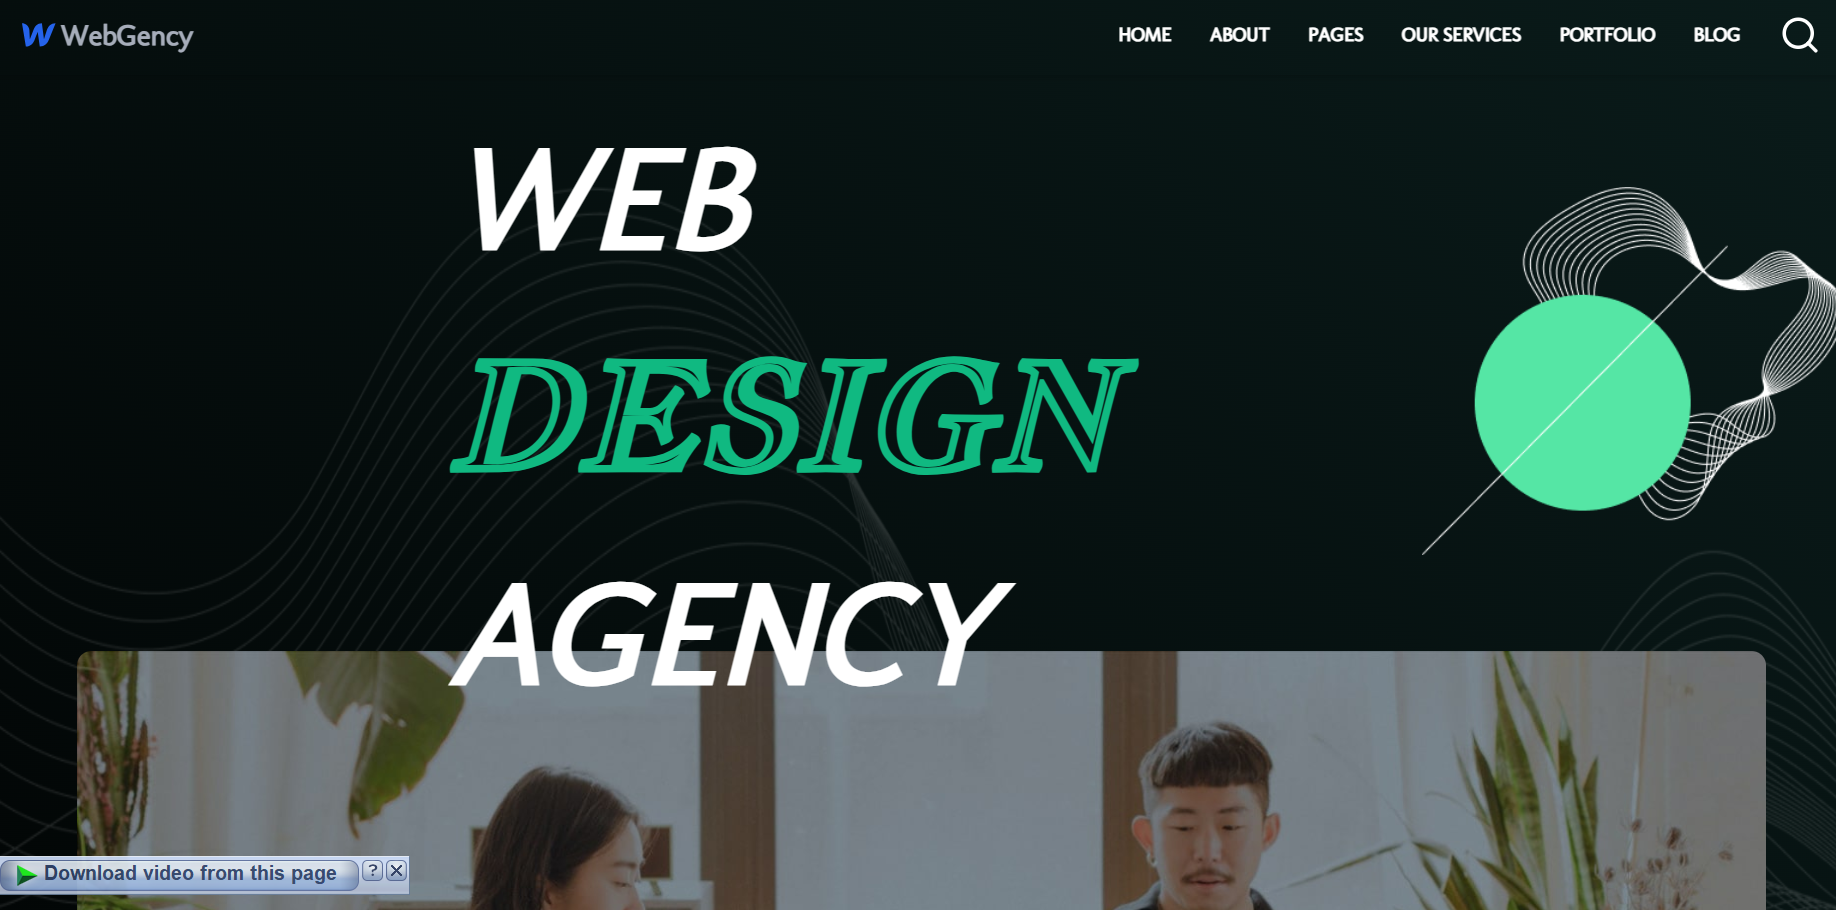 W WebGency
HOME ABOUT PAGES OUR SERVICES PORTFOLIO BLOG
WEB
DESIGN
AGENCY
Download video from this page ?